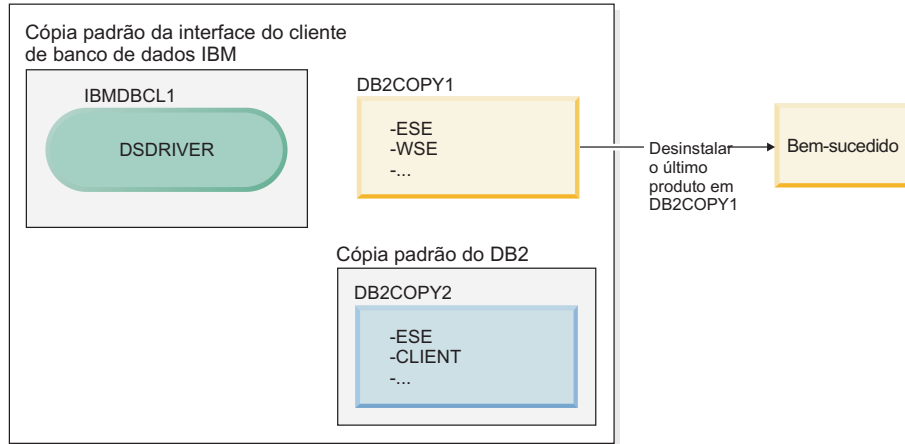 Cópia padrão da interface do cliente
de banco de dados IBM
IBMDBCL1
DSDRIVER
DB2COPY1
-ESE
-WSE
-...
Desinstalar
o último
produto em
DB2COPY1
Bem-sucedido
Cópia padrão do DB2
DB2COPY2
-ESE
-CLIENT
-...